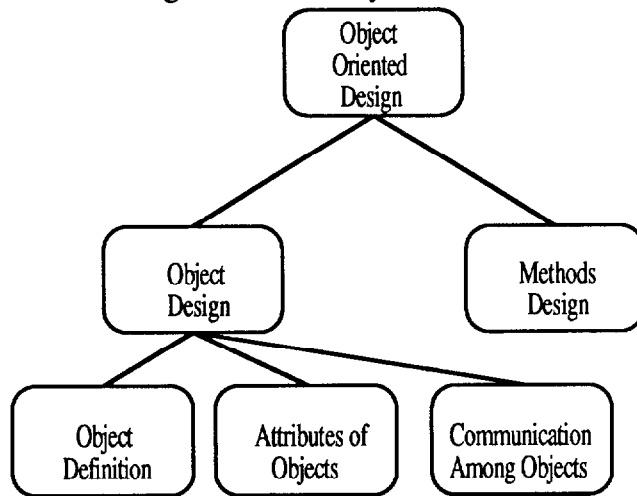 Object
Oriented
Design
Object
Design
Methods
Design
Object
Definition
Attributes of
Objects
Communication
Among Objects